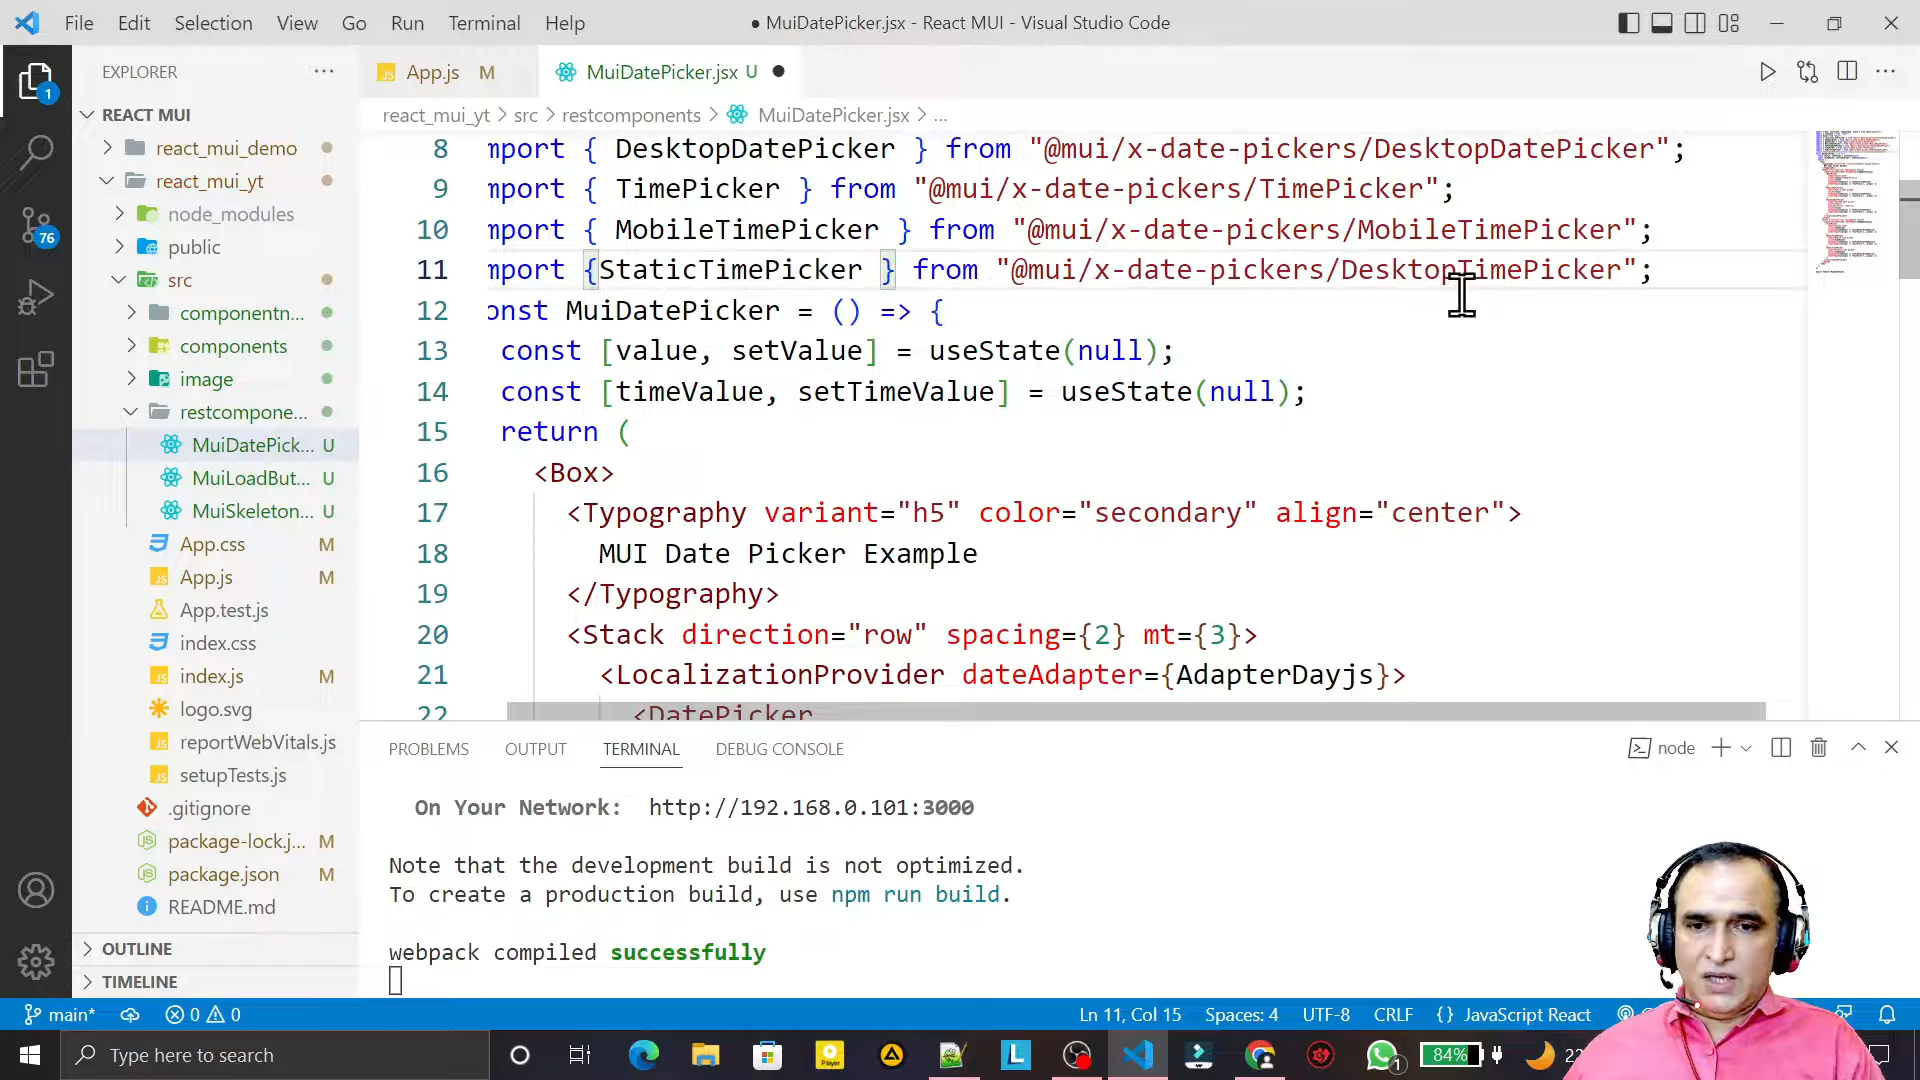 File Edit Selection View Go Run Terminal Help
● MuiDatePicker.jsx - React MUI - Visual Studio Code
EXPLORER
App.js M
MuiDatePicker.jsx U
REACT MUI
react_mui_yt > src > restcomponents > MuiDatePicker.jsx > ...
react_mui_demo
react_mui_yt
node_modules
public
src
componentn...
components
image
restcompone...
MuiDatePick... U
MuiLoadBut... U
MuiSkeleton... U
App.css M
App.js M
App.test.js
index.css
index.js M
logo.svg
reportWebVitals.js
setupTests.js
.gitignore
package-lock.j... M
package.json M
README.md
OUTLINE
TIMELINE
1
76
8 mport { DesktopDatePicker } from "@mui/x-date-pickers/DesktopDatePicker";
9 mport { TimePicker } from "@mui/x-date-pickers/TimePicker";
10 mport { MobileTimePicker } from "@mui/x-date-pickers/MobileTimePicker";
11 mport {StaticTimePicker } from "@mui/x-date-pickers/DesktopTimePicker";
12 onst MuiDatePicker = () => {
13 const [value, setValue] = useState(null);
14 const [timeValue, setTimeValue] = useState(null);
15 return (
16 <Box>
17 <Typography variant="h5" color="secondary" align="center">
18 MUI Date Picker Example
19 </Typography>
20 <Stack direction="row" spacing={2} mt={3}>
21 <LocalizationProvider dateAdapter={AdapterDayjs}>
22 <DatePicker
PROBLEMS OUTPUT TERMINAL DEBUG CONSOLE
node
On Your Network: http://192.168.0.101:3000
Note that the development build is not optimized.
To create a production build, use npm run build.
webpack compiled successfully
main* 0 0
Ln 11, Col 15 Spaces: 4 UTF-8 CRLF {} JavaScript React
Type here to search
Player
L
1
84%
22